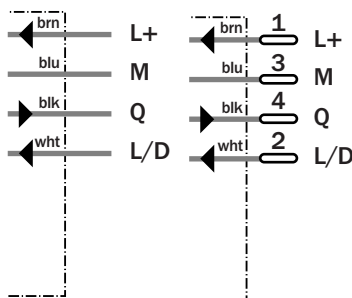 brn L+
blu M
blk Q
wht L/D
brn 1 L+
blu 3 M
blk 4 Q
wht 2 L/D